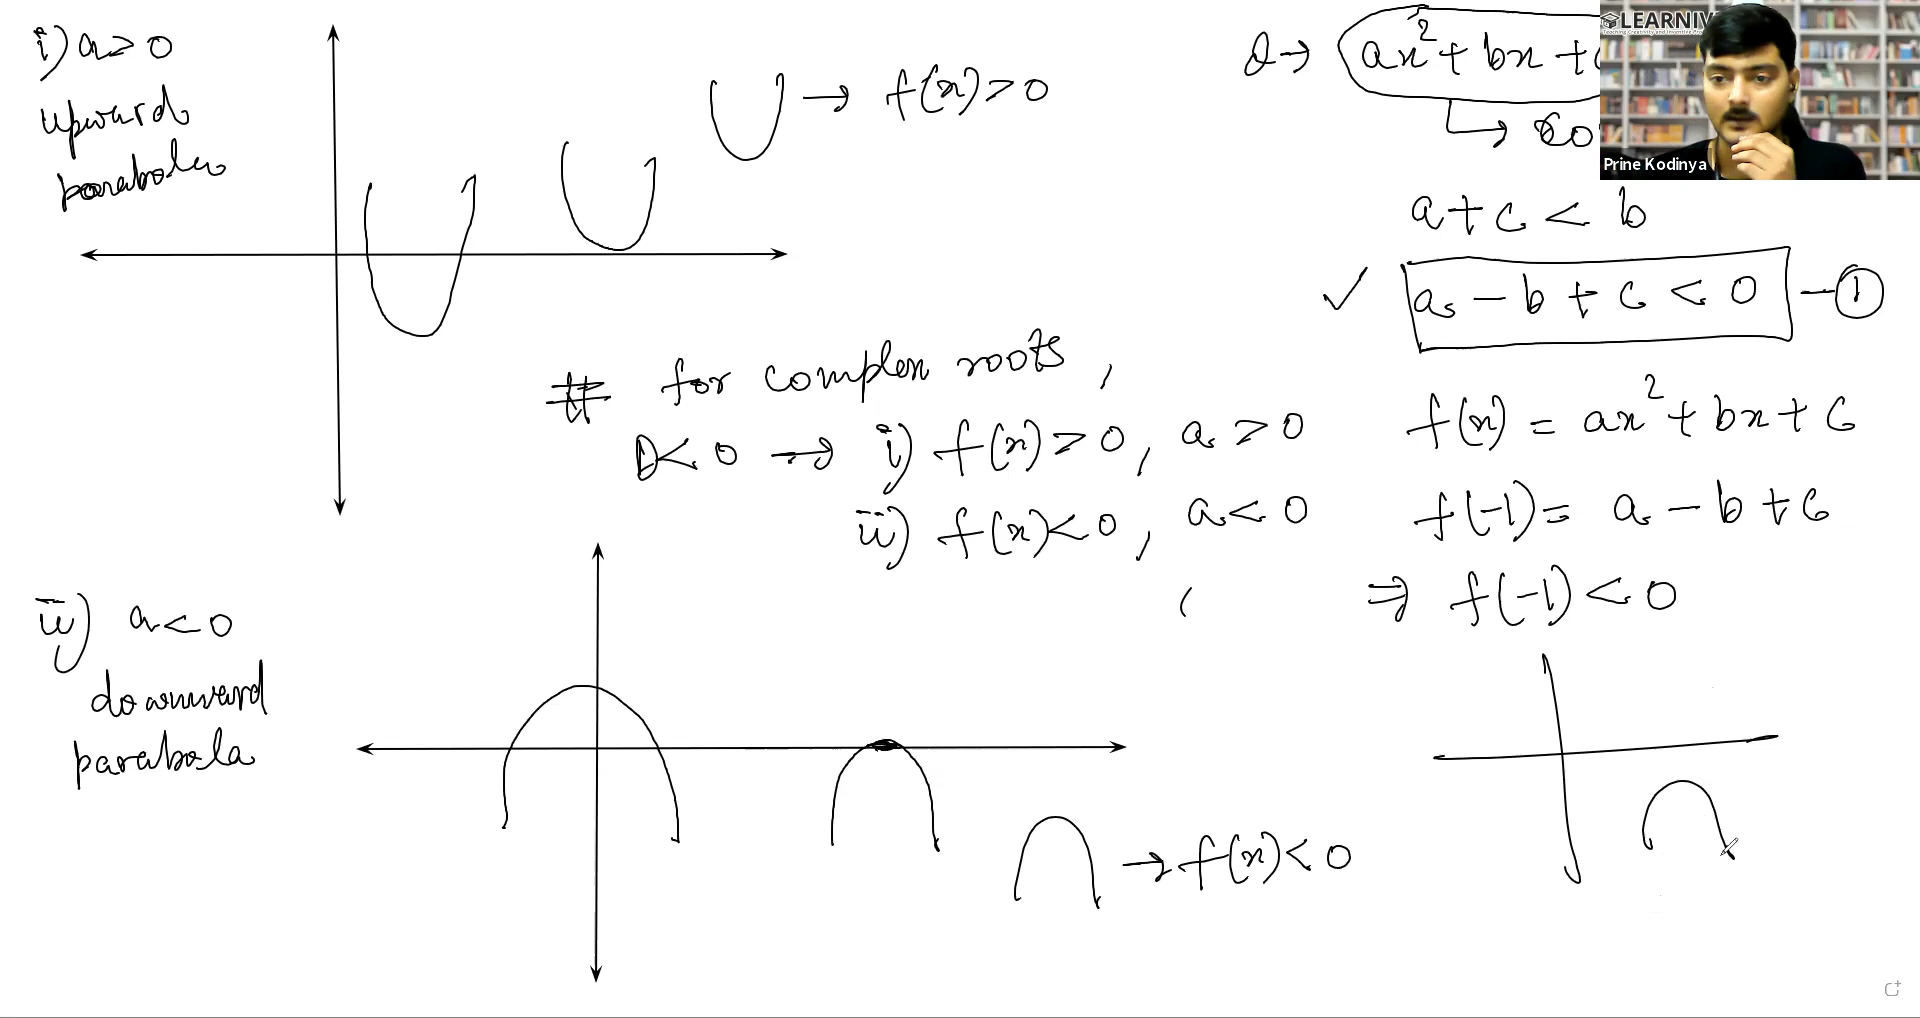 i) a > 0
upward
parabola
→ f(x) > 0
Q → ax² + bx +
→ Co
LEARNIV
Prine Kodinya
a + c < b
✓ a - b + c < 0 — ①
# for complex roots,
D < 0 → i) f(x) > 0, a > 0
ii) f(x) < 0, a < 0
f(x) = ax² + bx + c
f(-1) = a - b + c
⇒ f(-1) < 0
ii) a < 0
downward
parabola
→ f(x) < 0